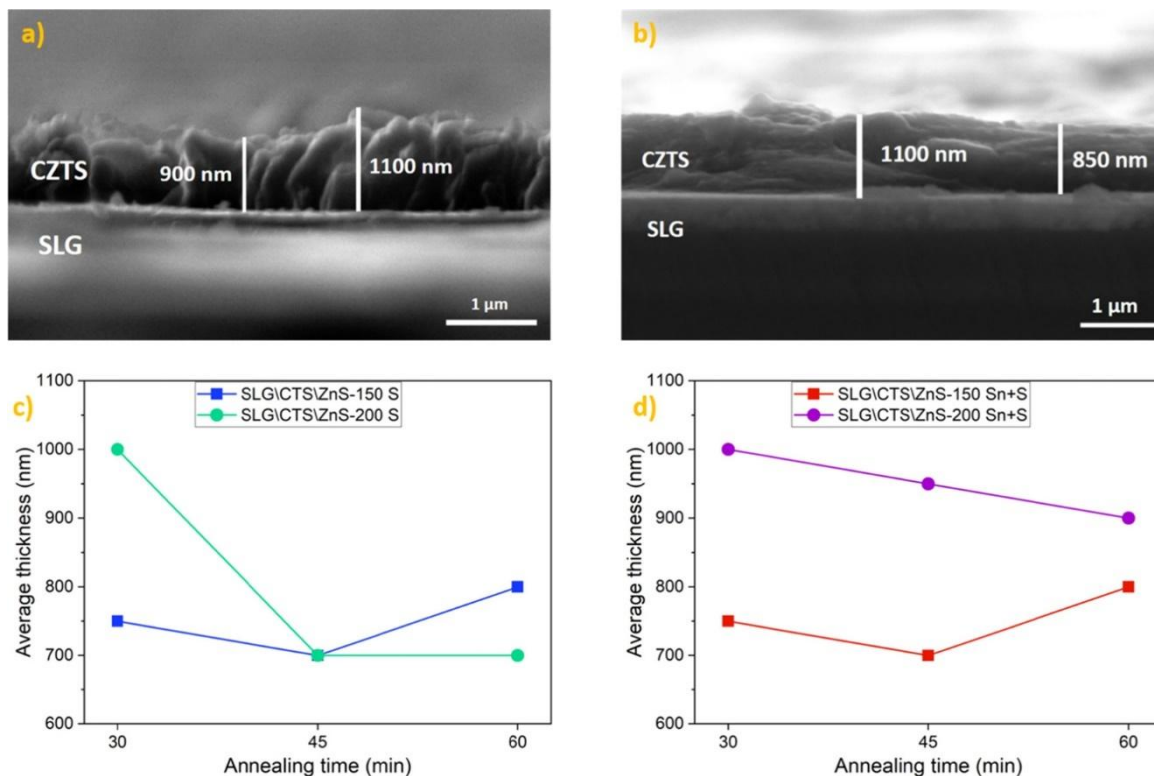 a)
900 nm
1100 nm
CZTS
SLG
1 µm
b)
CZTS
1100 nm
850 nm
SLG
1 µm
c)
SLG\CTS\ZnS-150 S
SLG\CTS\ZnS-200 S
Average thickness (nm)
1100
1000
900
800
700
600
30
45
60
Annealing time (min)
d)
SLG\CTS\ZnS-150 Sn+S
SLG\CTS\ZnS-200 Sn+S
Average thickness (nm)
1100
1000
900
800
700
600
30
45
60
Annealing time (min)